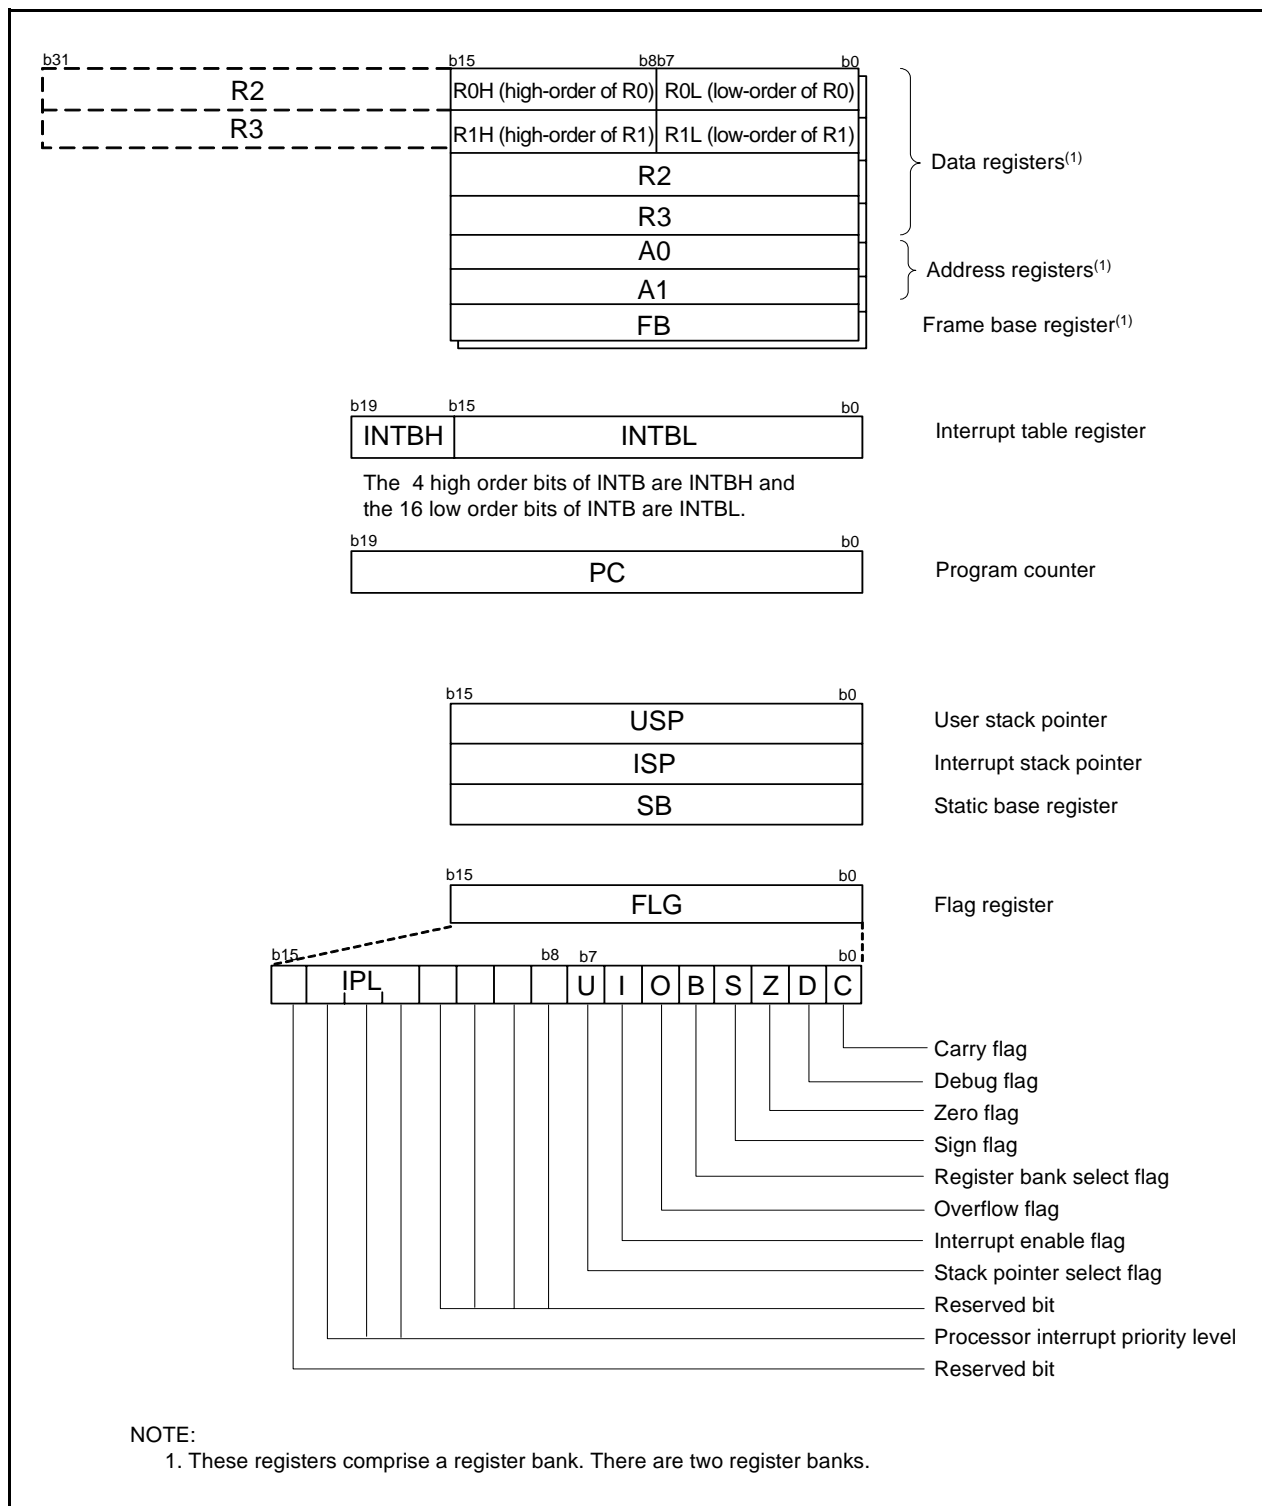 b31 b15 b8b7 b0
R2 R0H (high-order of R0) R0L (low-order of R0)
R3 R1H (high-order of R1) R1L (low-order of R1)
Data registers(1)
R2
R3
A0
Address registers(1)
A1
FB Frame base register(1)
b19 b15 b0
INTBH INTBL Interrupt table register
The 4 high order bits of INTB are INTBH and
the 16 low order bits of INTB are INTBL.
b19 b0
PC Program counter
b15 b0
USP User stack pointer
ISP Interrupt stack pointer
SB Static base register
b15 b0
FLG Flag register
b15 b8 b7 b0
IPL U I O B S Z D C
Carry flag
Debug flag
Zero flag
Sign flag
Register bank select flag
Overflow flag
Interrupt enable flag
Stack pointer select flag
Reserved bit
Processor interrupt priority level
Reserved bit
NOTE:
1. These registers comprise a register bank. There are two register banks.